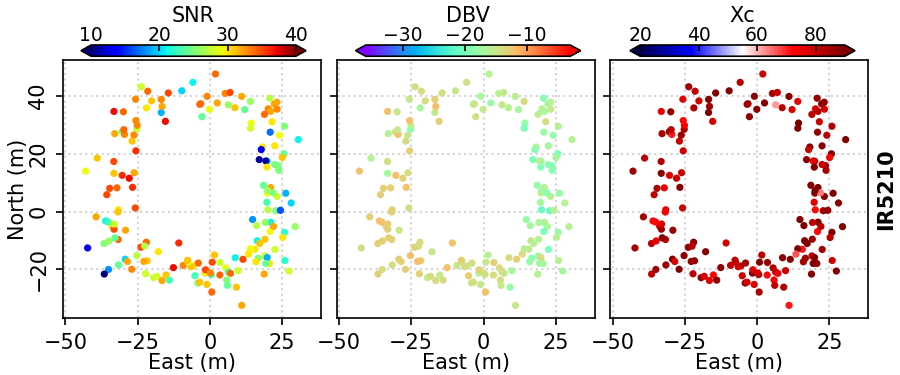 SNR DBV Xc
10 20 30 40 −30 −20 −10 20 40 60 80
40
20
0
−20
North (m)
IR5210
−50 −25 0 25 −50 −25 0 25 −50 −25 0 25
East (m) East (m) East (m)